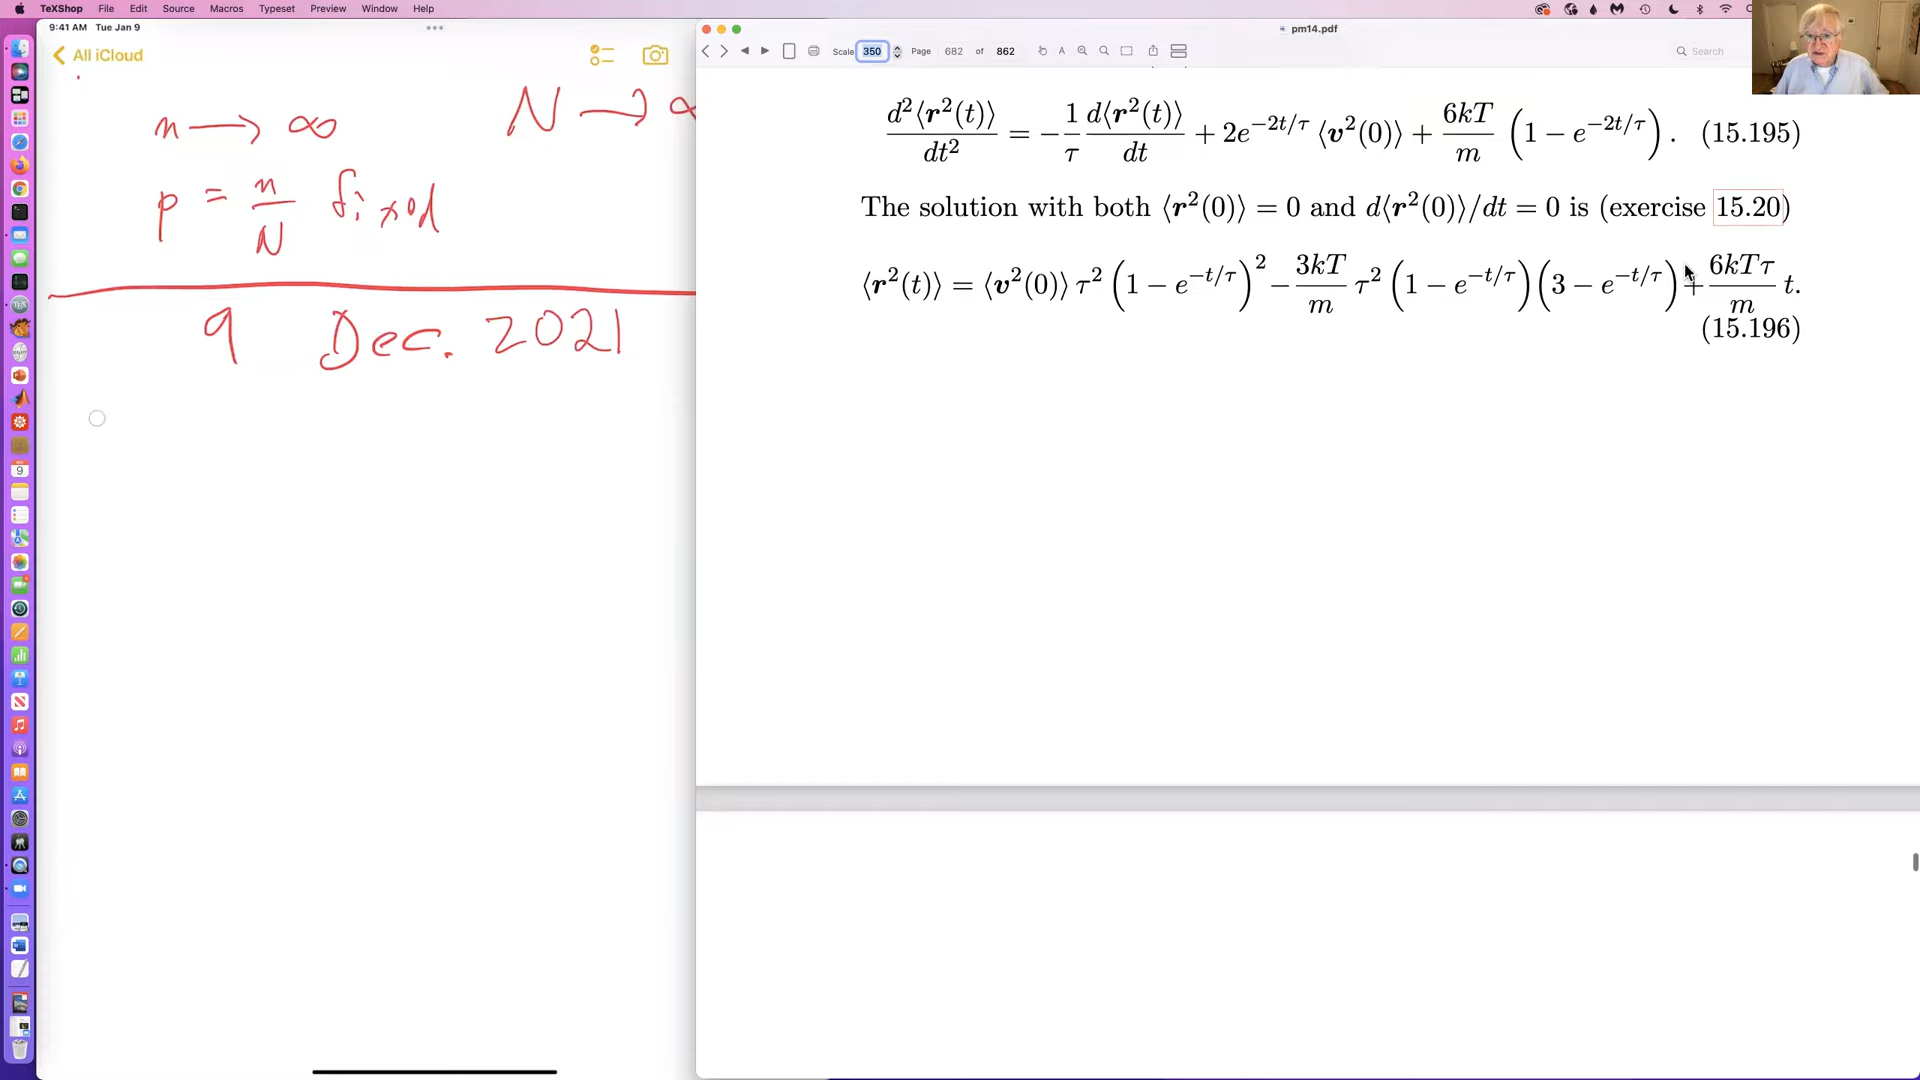 TeXShop File Edit Source Macros Typeset Preview Window Help
9:41 AM Tue Jan 9
All iCloud
n → ∞ N → ∞
p = n/N fixed
9 Dec. 2021
pm14.pdf
Scale 350 Page 682 of 862 Search
d²⟨r²(t)⟩/dt² = −(1/τ) d⟨r²(t)⟩/dt + 2e^{−2t/τ} ⟨v²(0)⟩ + (6kT/m) (1 − e^{−2t/τ}). (15.195)
The solution with both ⟨r²(0)⟩ = 0 and d⟨r²(0)⟩/dt = 0 is (exercise 15.20)
⟨r²(t)⟩ = ⟨v²(0)⟩ τ² (1 − e^{−t/τ})² − (3kT/m) τ² (1 − e^{−t/τ})(3 − e^{−t/τ}) + (6kTτ/m) t.
(15.196)